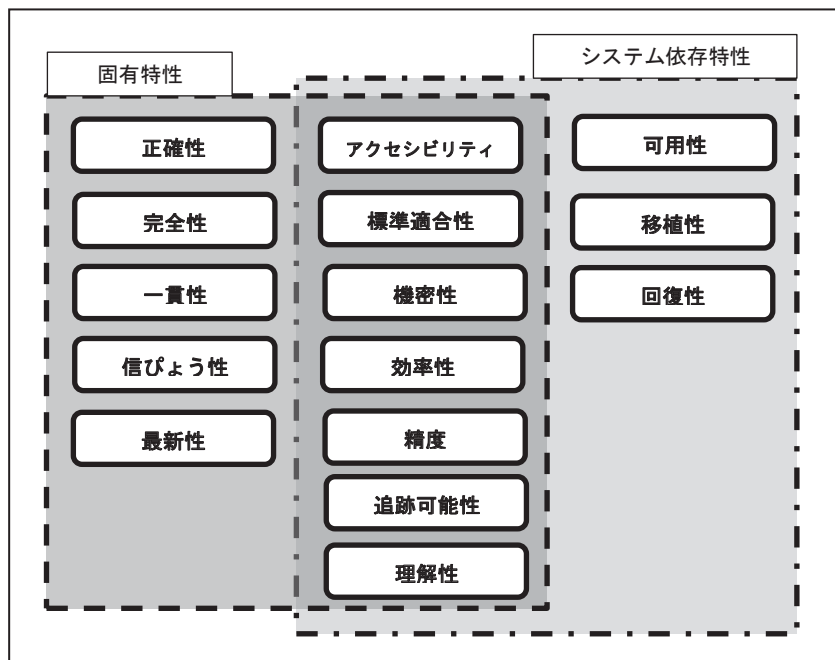 固有特性
システム依存特性
正確性
完全性
一貫性
信ぴょう性
最新性
アクセシビリティ
標準適合性
機密性
効率性
精度
追跡可能性
理解性
可用性
移植性
回復性